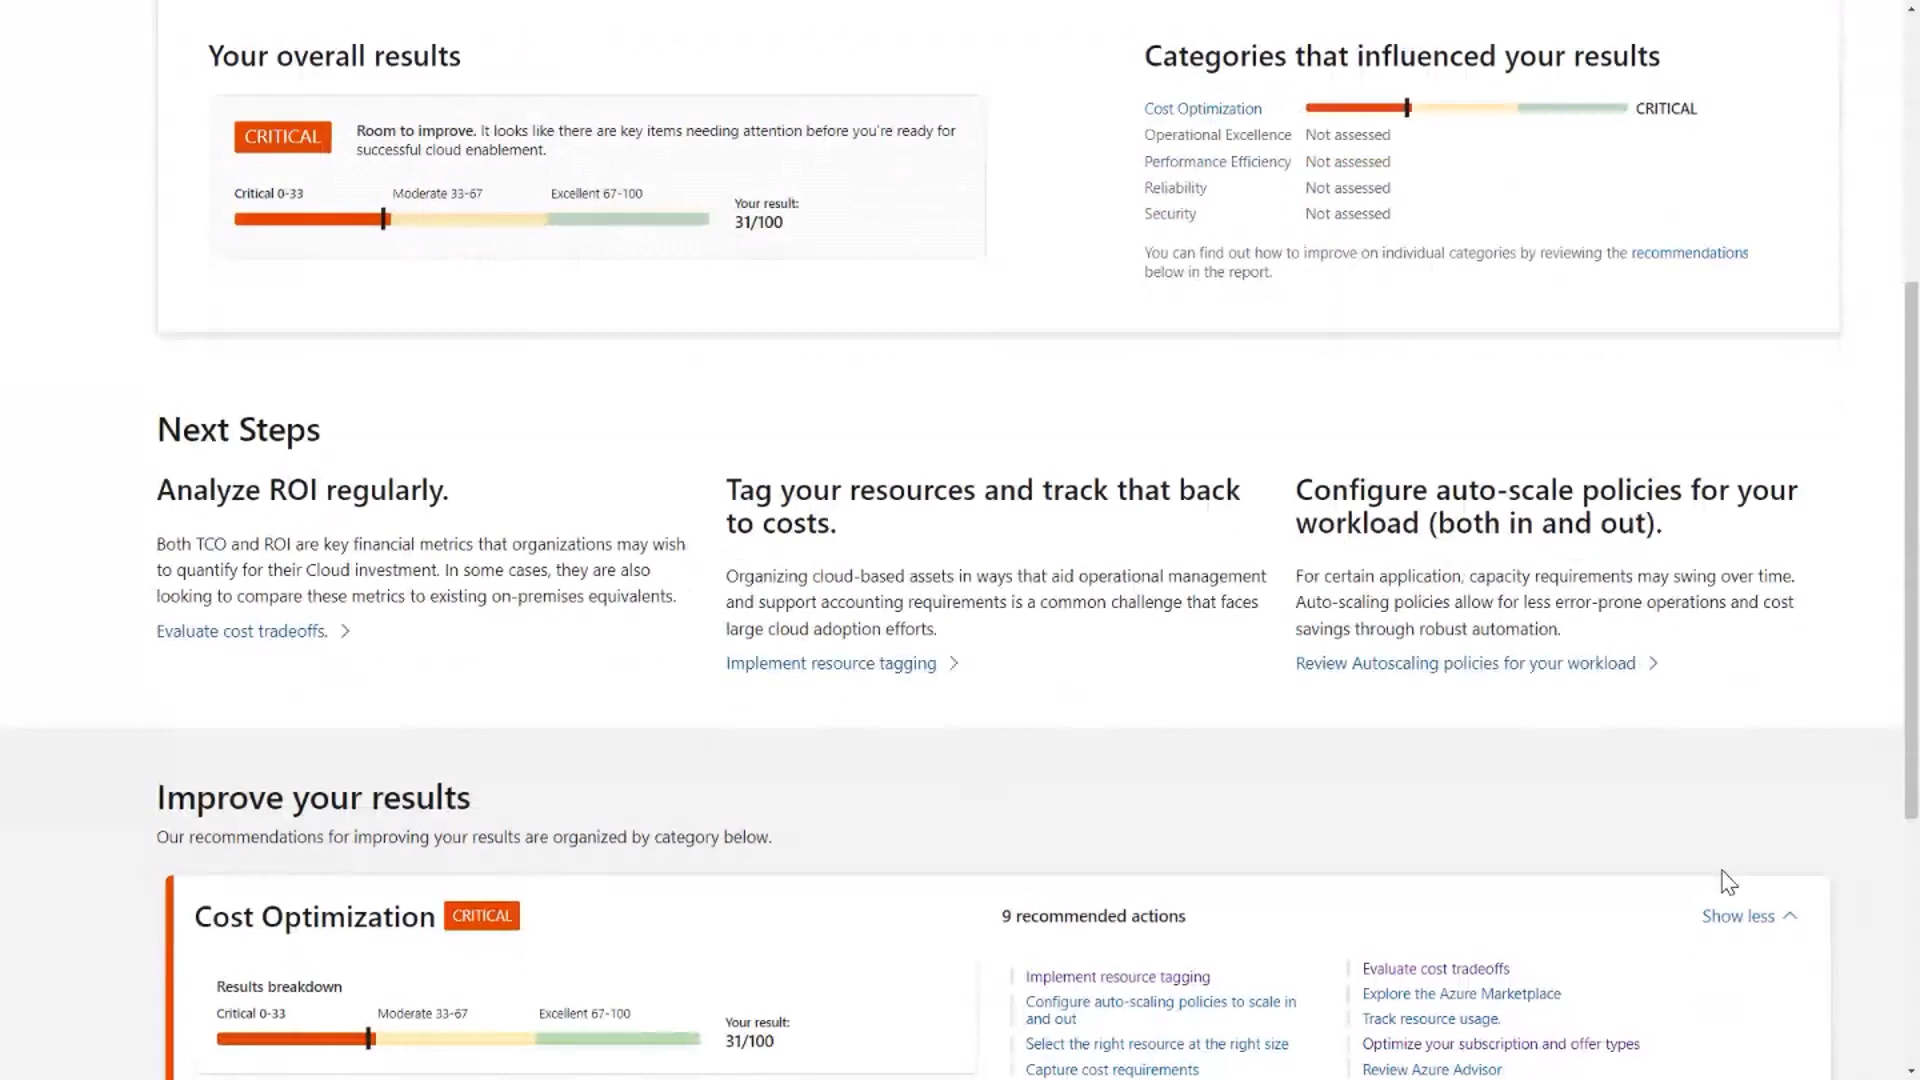 Your overall results
CRITICAL
Room to improve. It looks like there are key items needing attention before you're ready for
successful cloud enablement.
Critical 0-33
Moderate 33-67
Excellent 67-100
Your result:
31/100
Categories that influenced your results
Cost Optimization
CRITICAL
Operational Excellence Not assessed
Performance Efficiency Not assessed
Reliability Not assessed
Security Not assessed
You can find out how to improve on individual categories by reviewing the recommendations
below in the report.
Next Steps
Analyze ROI regularly.
Both TCO and ROI are key financial metrics that organizations may wish
to quantify for their Cloud investment. In some cases, they are also
looking to compare these metrics to existing on-premises equivalents.
Evaluate cost tradeoffs.
Tag your resources and track that back
to costs.
Organizing cloud-based assets in ways that aid operational management
and support accounting requirements is a common challenge that faces
large cloud adoption efforts.
Implement resource tagging
Configure auto-scale policies for your
workload (both in and out).
For certain application, capacity requirements may swing over time.
Auto-scaling policies allow for less error-prone operations and cost
savings through robust automation.
Review Autoscaling policies for your workload
Improve your results
Our recommendations for improving your results are organized by category below.
Cost Optimization CRITICAL
Results breakdown
Critical 0-33
Moderate 33-67
Excellent 67-100
Your result:
31/100
9 recommended actions
Show less
Implement resource tagging
Configure auto-scaling policies to scale in
and out
Select the right resource at the right size
Capture cost requirements
Evaluate cost tradeoffs
Explore the Azure Marketplace
Track resource usage.
Optimize your subscription and offer types
Review Azure Advisor